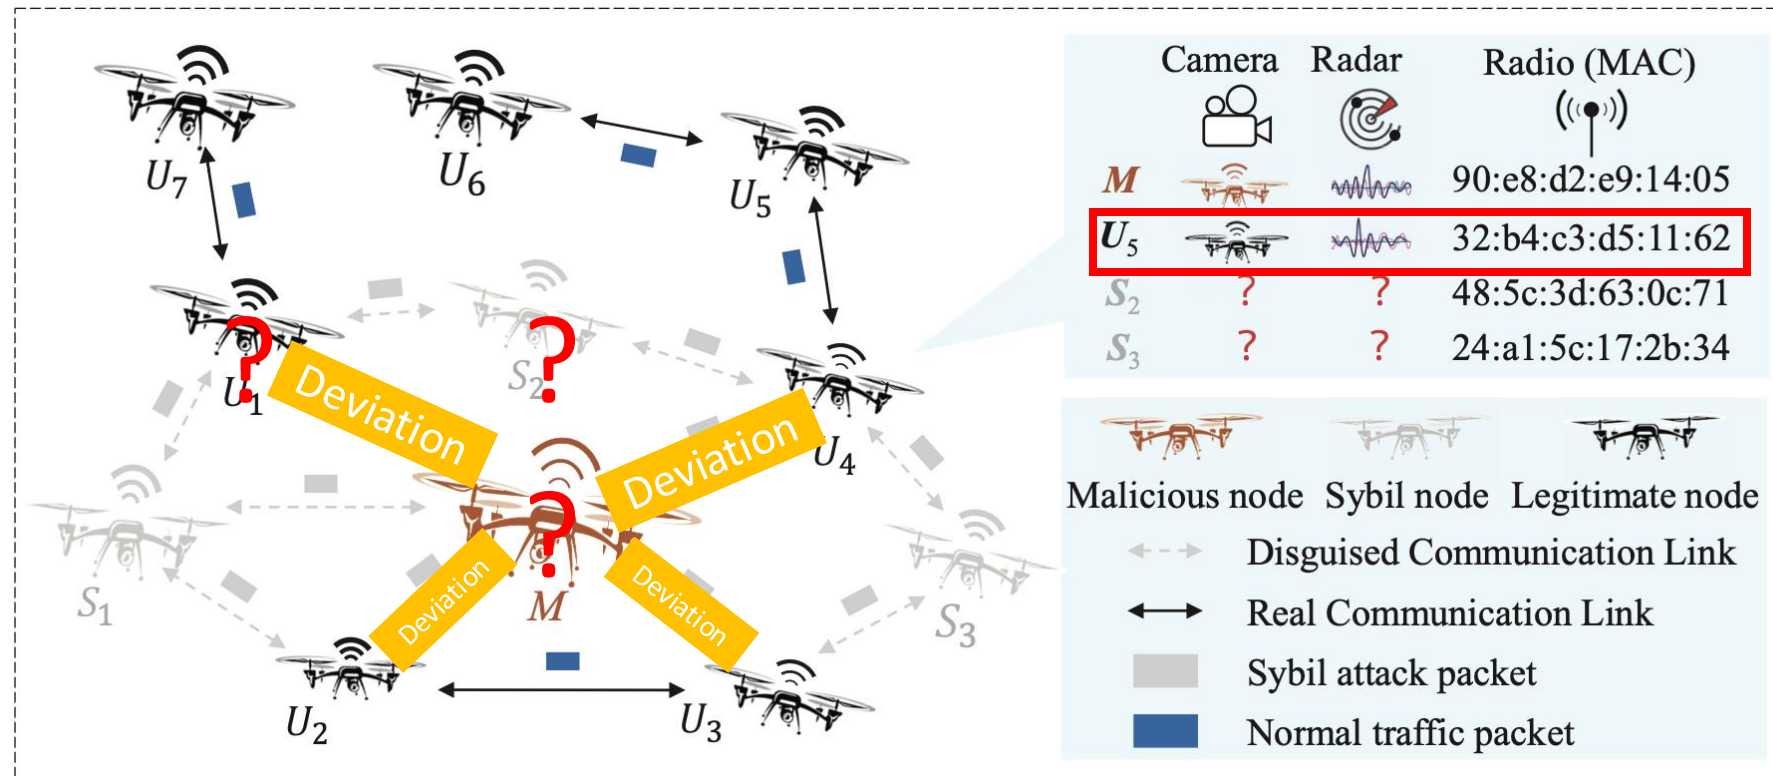 U7
U6
U5
U1
?
S2
?
U4
Deviation
Deviation
?
M
S1
Deviation
Deviation
S3
U2
U3
Camera Radar Radio (MAC)
M 90:e8:d2:e9:14:05
U5 32:b4:c3:d5:11:62
S2 ? ? 48:5c:3d:63:0c:71
S3 ? ? 24:a1:5c:17:2b:34
Malicious node Sybil node Legitimate node
Disguised Communication Link
Real Communication Link
Sybil attack packet
Normal traffic packet